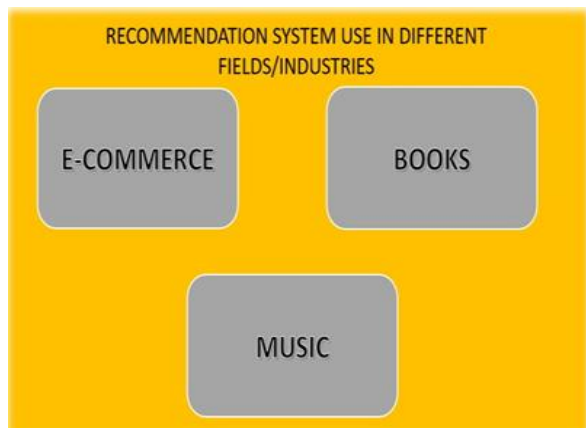 RECOMMENDATION SYSTEM USE IN DIFFERENT
FIELDS/INDUSTRIES
E-COMMERCE
BOOKS
MUSIC